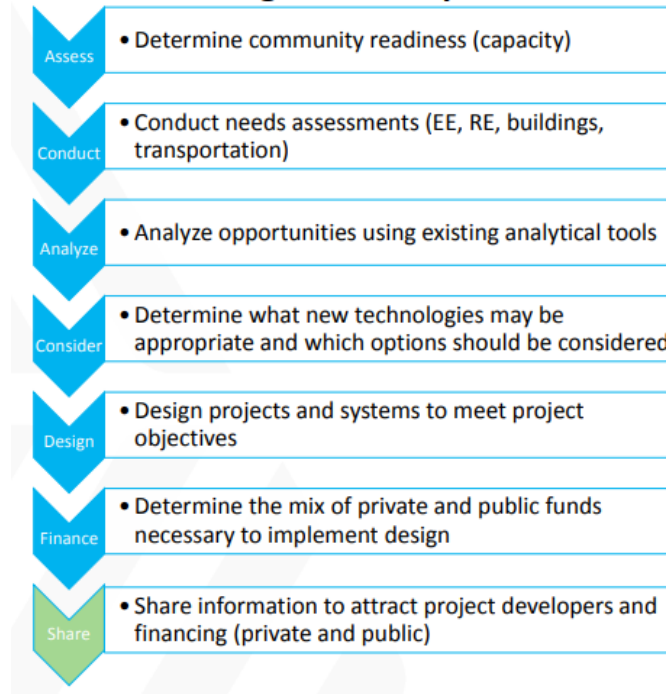 Assess
• Determine community readiness (capacity)
Conduct
• Conduct needs assessments (EE, RE, buildings,
transportation)
Analyze
• Analyze opportunities using existing analytical tools
Consider
• Determine what new technologies may be
appropriate and which options should be considered
Design
• Design projects and systems to meet project
objectives
Finance
• Determine the mix of private and public funds
necessary to implement design
Share
• Share information to attract project developers and
financing (private and public)